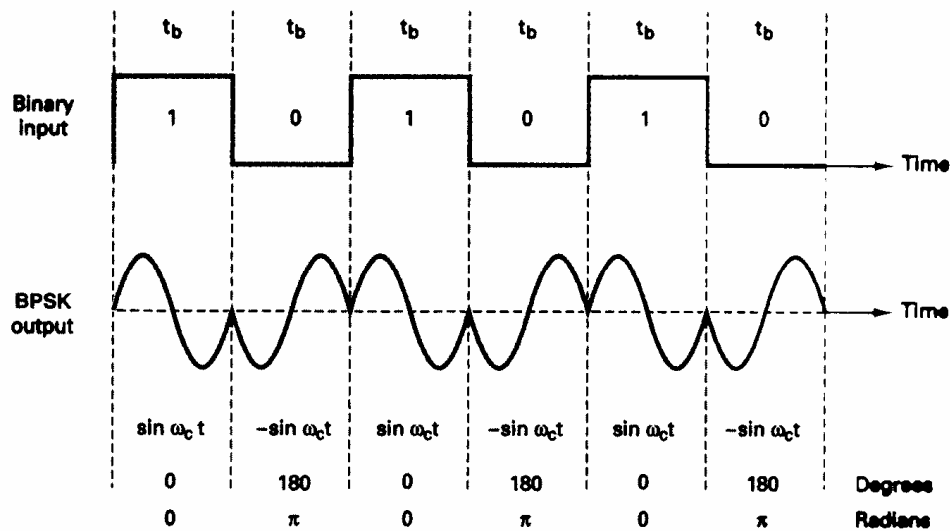 t_b t_b t_b t_b t_b t_b
Binary
input
1 0 1 0 1 0
Time
BPSK
output
Time
sin ω_c t -sin ω_c t sin ω_c t -sin ω_c t sin ω_c t -sin ω_c t
0 180 0 180 0 180 Degrees
0 π 0 π 0 π Radians